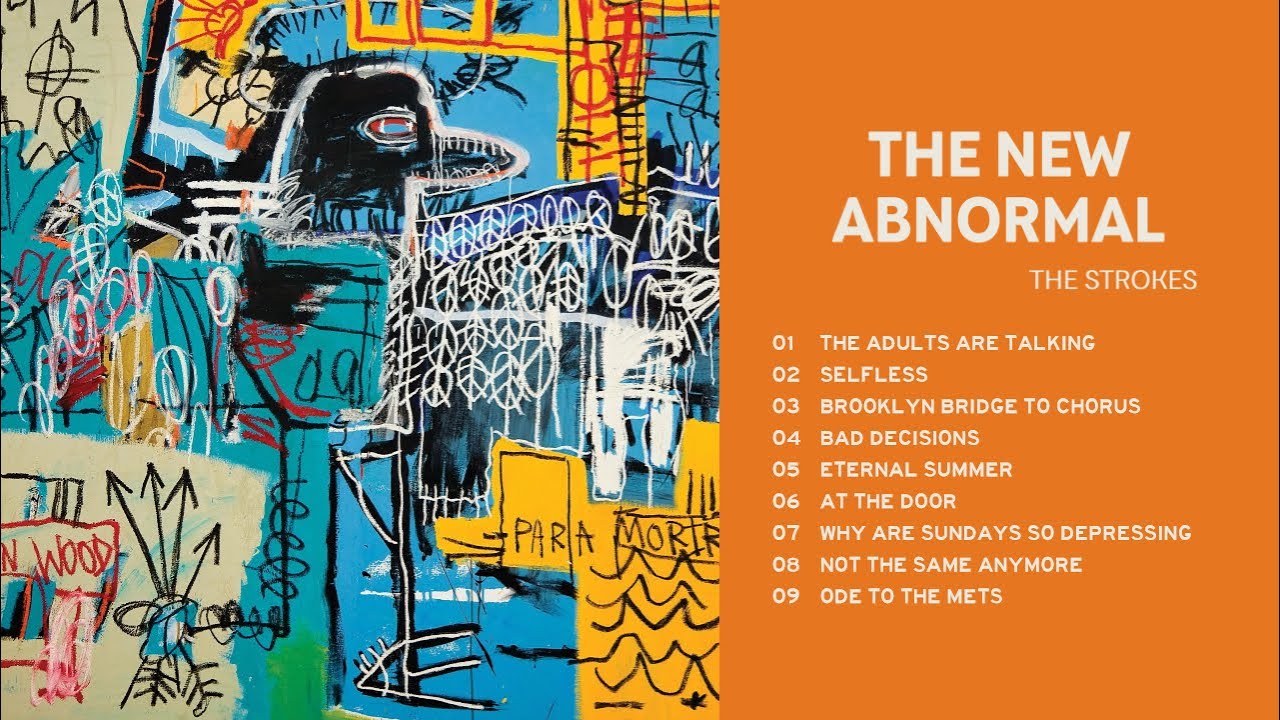 N WOOD
PARA MORIR
THE NEW
ABNORMAL
THE STROKES
01 THE ADULTS ARE TALKING
02 SELFLESS
03 BROOKLYN BRIDGE TO CHORUS
04 BAD DECISIONS
05 ETERNAL SUMMER
06 AT THE DOOR
07 WHY ARE SUNDAYS SO DEPRESSING
08 NOT THE SAME ANYMORE
09 ODE TO THE METS